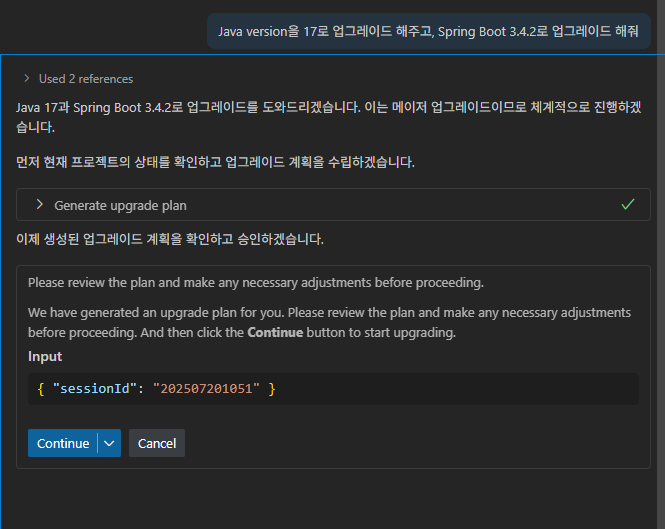 Java version을 17로 업그레이드 해주고, Spring Boot 3.4.2로 업그레이드 해줘
Used 2 references
Java 17과 Spring Boot 3.4.2로 업그레이드를 도와드리겠습니다. 이는 메이저 업그레이드이므로 체계적으로 진행하겠
습니다.
먼저 현재 프로젝트의 상태를 확인하고 업그레이드 계획을 수립하겠습니다.
Generate upgrade plan
이제 생성된 업그레이드 계획을 확인하고 승인하겠습니다.
Please review the plan and make any necessary adjustments before proceeding.
We have generated an upgrade plan for you. Please review the plan and make any necessary adjustments
before proceeding. And then click the Continue button to start upgrading.
Input
{ "sessionId": "202507201051" }
Continue
Cancel